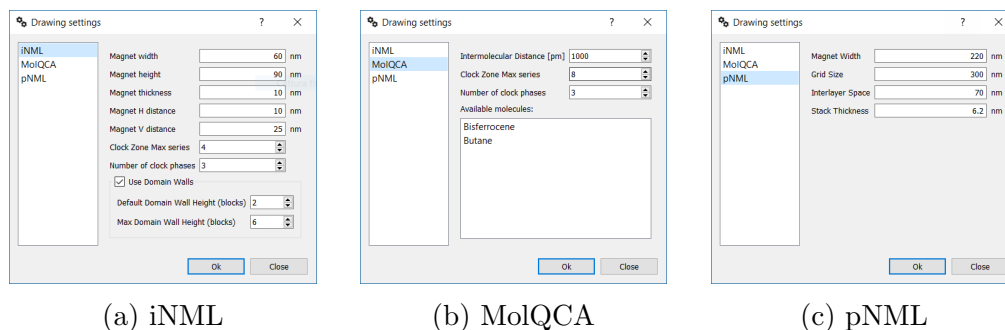 Drawing settings ? ×
iNML
MolQCA
pNML
Magnet width 60 nm
Magnet height 90 nm
Magnet thickness 10 nm
Magnet H distance 10 nm
Magnet V distance 25 nm
Clock Zone Max series 4
Number of clock phases 3
Use Domain Walls
Default Domain Wall Height (blocks) 2
Max Domain Wall Height (blocks) 6
Ok Close
(a) iNML
Drawing settings ? ×
iNML
MolQCA
pNML
Intermolecular Distance [pm] 1000
Clock Zone Max series 8
Number of clock phases 3
Available molecules:
Bisferrocene
Butane
Ok Close
(b) MolQCA
Drawing settings ? ×
iNML
MolQCA
pNML
Magnet Width 220 nm
Grid Size 300 nm
Interlayer Space 70 nm
Stack Thickness 6.2 nm
Ok Close
(c) pNML